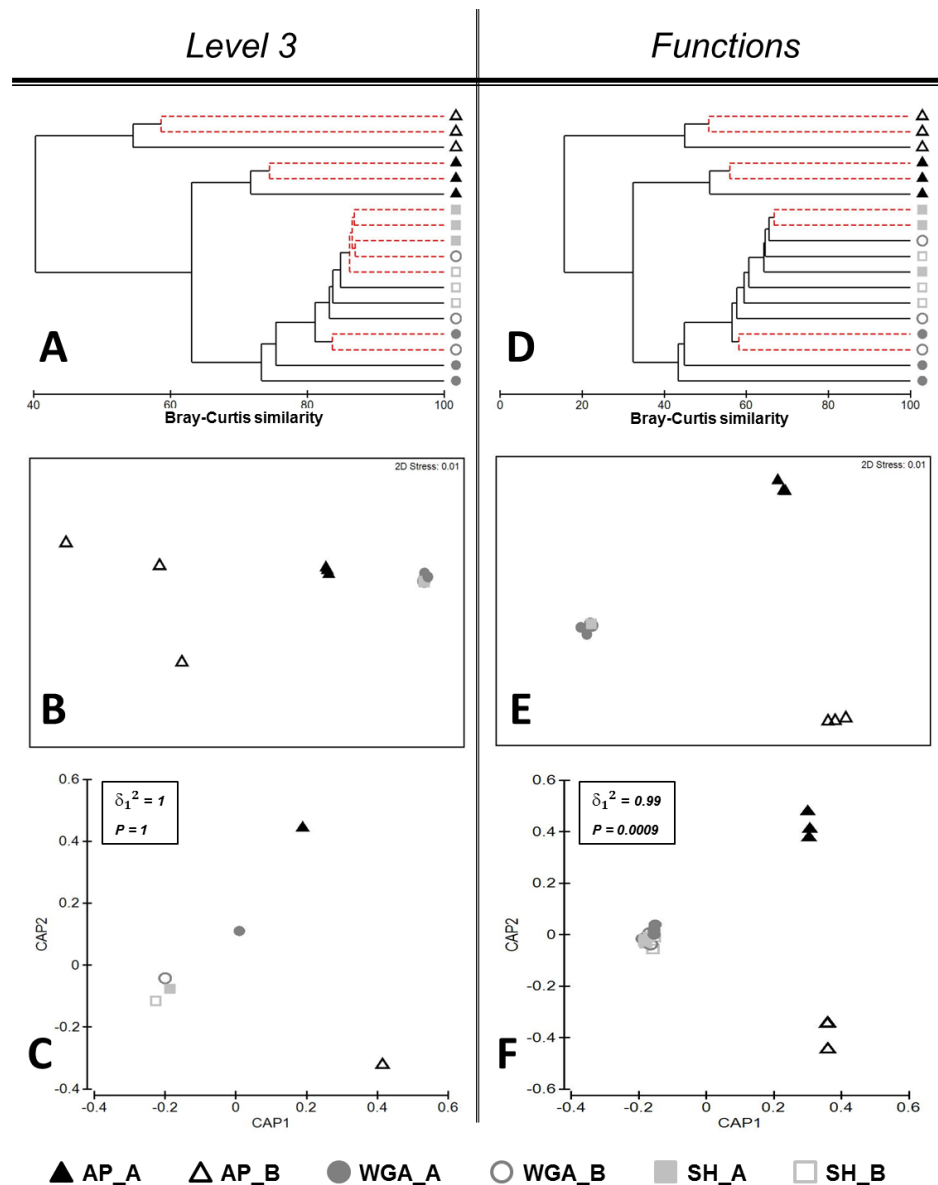 Level 3
Functions
A
40 60 80 100
Bray-Curtis similarity
D
0 20 40 60 80 100
Bray-Curtis similarity
2D Stress: 0.01
B
2D Stress: 0.01
E
0.6
0.4
0.2
0
-0.2
-0.4
CAP2
δ₁² = 1
P = 1
C
-0.4 -0.2 0 0.2 0.4 0.6
CAP1
0.6
0.4
0.2
0
-0.2
-0.4
-0.6
CAP2
δ₁² = 0.99
P = 0.0009
F
-0.4 -0.2 0 0.2 0.4 0.6
CAP1
AP_A AP_B WGA_A WGA_B SH_A SH_B